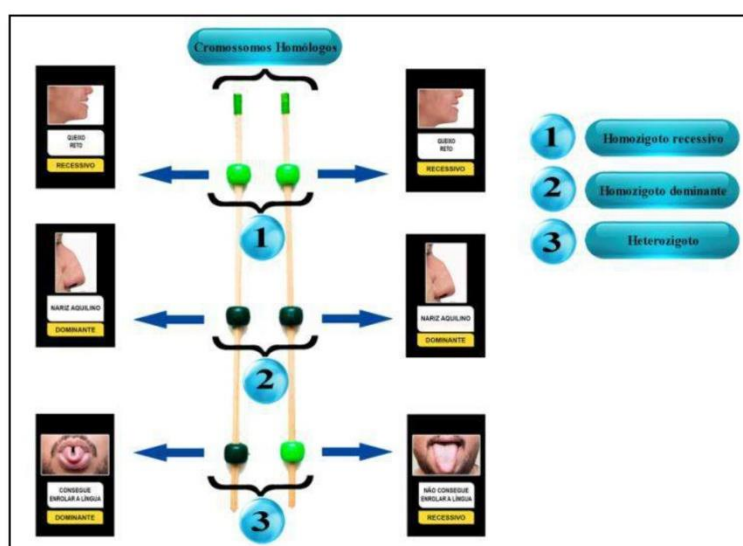 Cromossomos Homólogos
QUEIXO
RETO
RECESSIVO
QUEIXO
RETO
RECESSIVO
1
Homozigoto recessivo
2
Homozigoto dominante
3
Heterozigoto
1
NARIZ AQUILINO
DOMINANTE
NARIZ AQUILINO
DOMINANTE
2
CONSEGUE
ENROLAR A LÍNGUA
DOMINANTE
NÃO CONSEGUE
ENROLAR A LÍNGUA
RECESSIVO
3